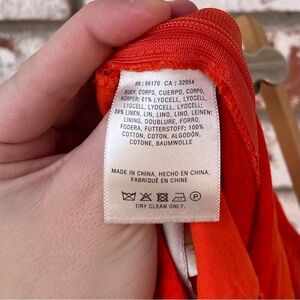 RN: 66170 CA: 32054
BODY, CORPS, CUERPO, CORPO,
KÖRPER: 61% LYOCELL, LYOCELL,
LYOCELL, LYOCELL, LYOCELL,
39% LINEN, LIN, LINO, LINO, LEINEN;
LINING, DOUBLURE, FORRO,
FODERA, FUTTERSTOFF: 100%
COTTON, COTON, ALGODÓN,
COTONE, BAUMWOLLE
MADE IN CHINA, HECHO EN CHINA,
FABRIQUÉ EN CHINE
P
DRY CLEAN ONLY.